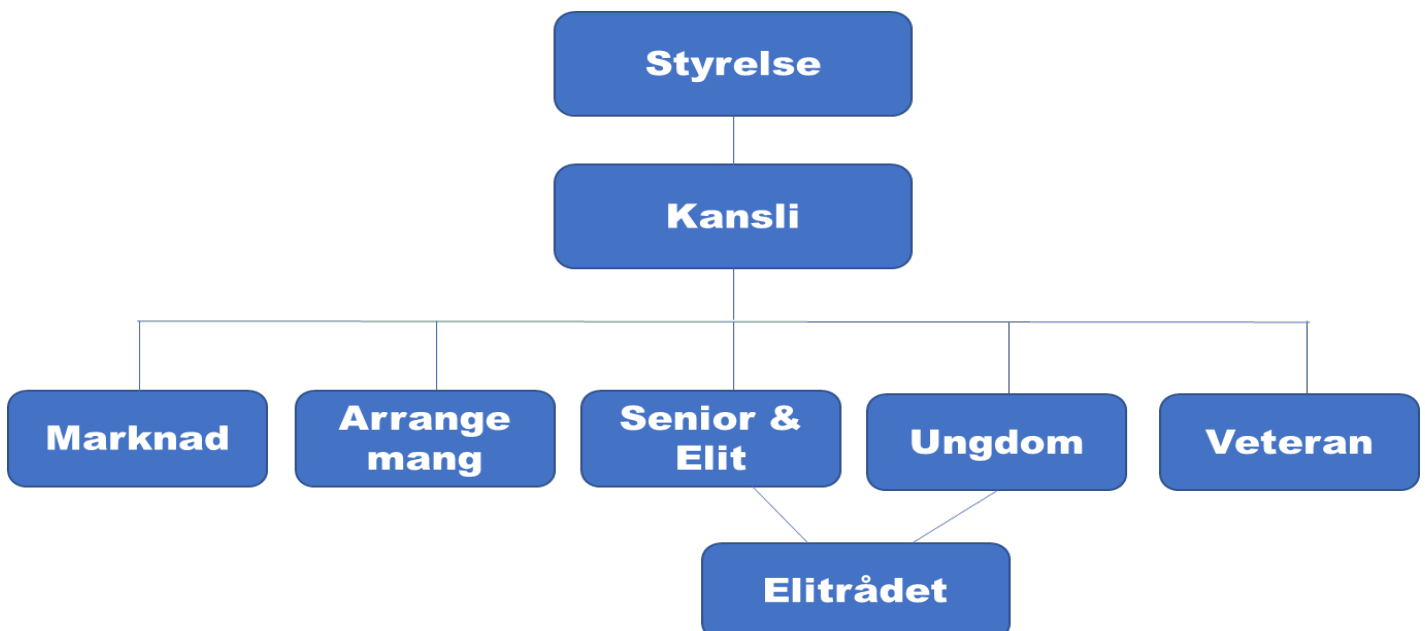 Styrelse
Kansli
Marknad
Arrange
mang
Senior &
Elit
Ungdom
Veteran
Elitrådet